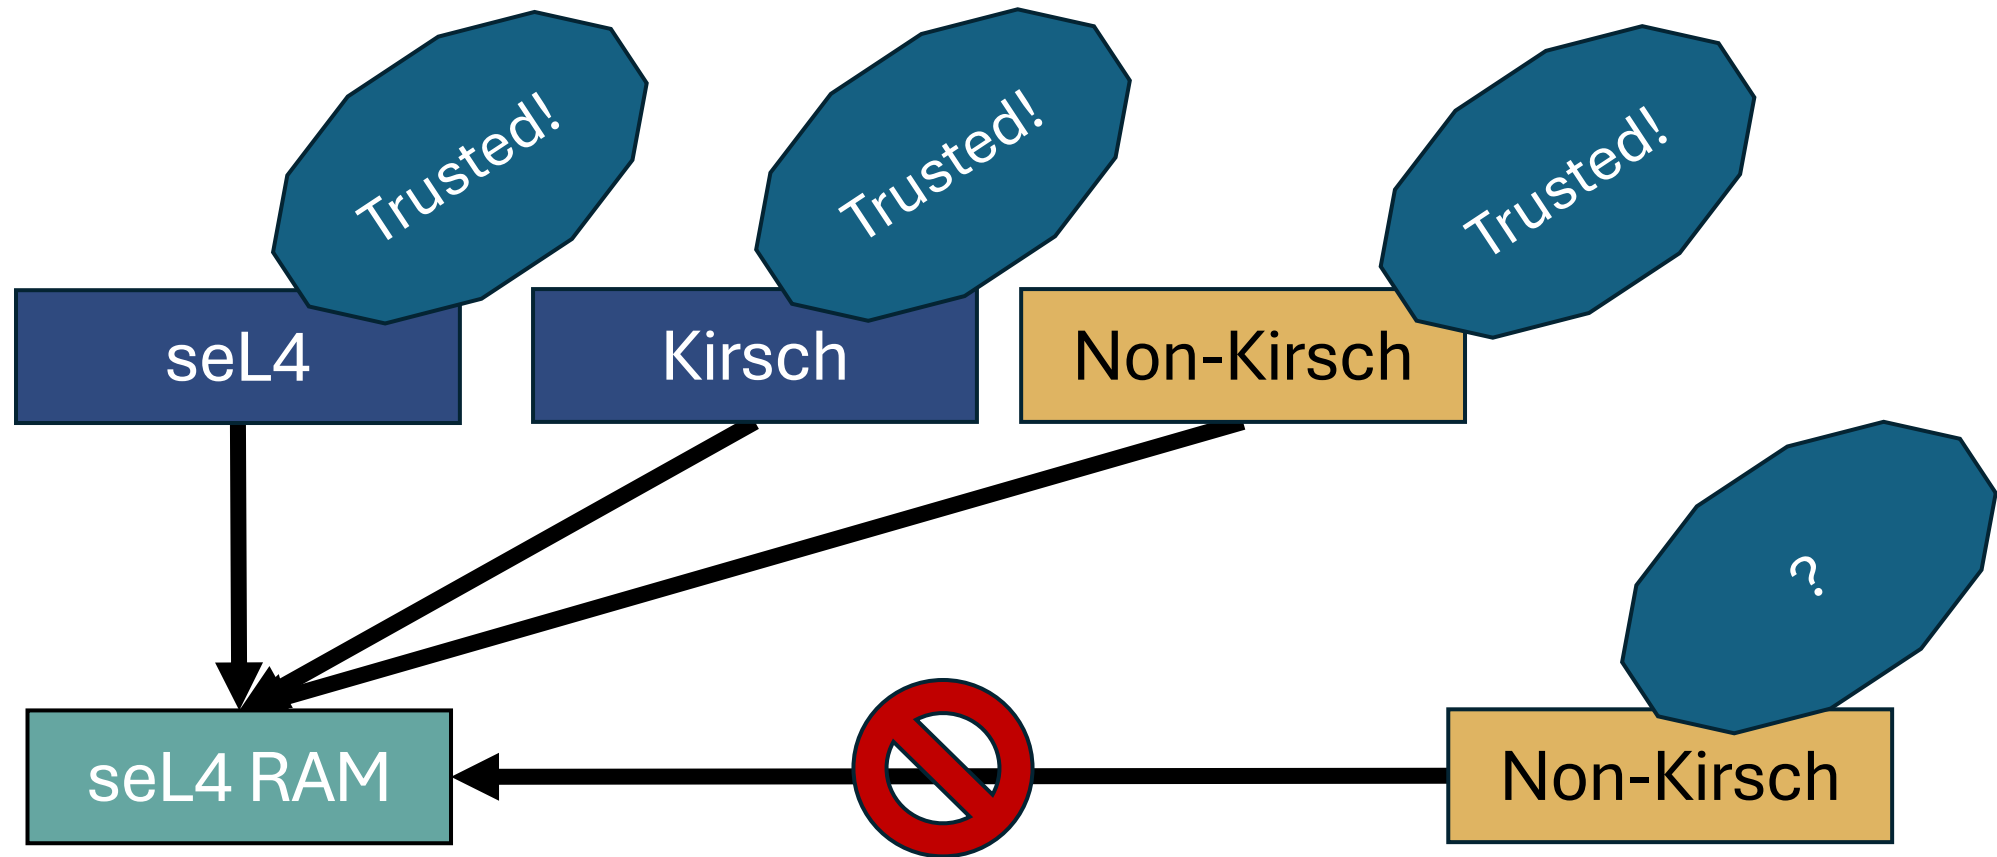 Trusted!
Trusted!
Trusted!
seL4
Kirsch
Non-Kirsch
?
seL4 RAM
Non-Kirsch